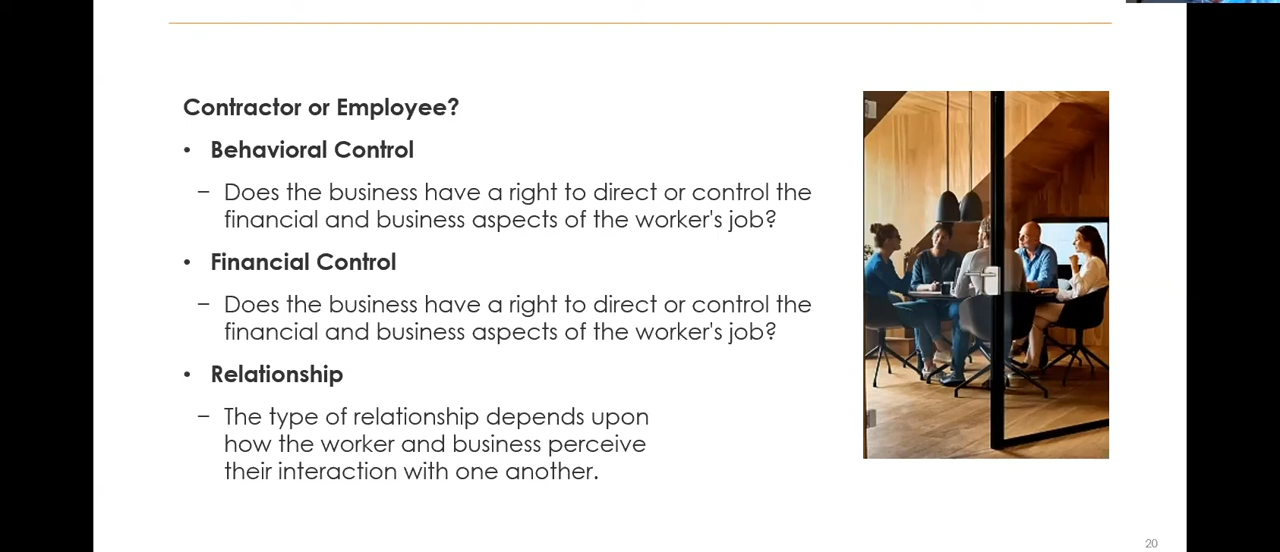 Contractor or Employee?
• Behavioral Control
– Does the business have a right to direct or control the
financial and business aspects of the worker's job?
• Financial Control
– Does the business have a right to direct or control the
financial and business aspects of the worker's job?
• Relationship
– The type of relationship depends upon
how the worker and business perceive
their interaction with one another.
20